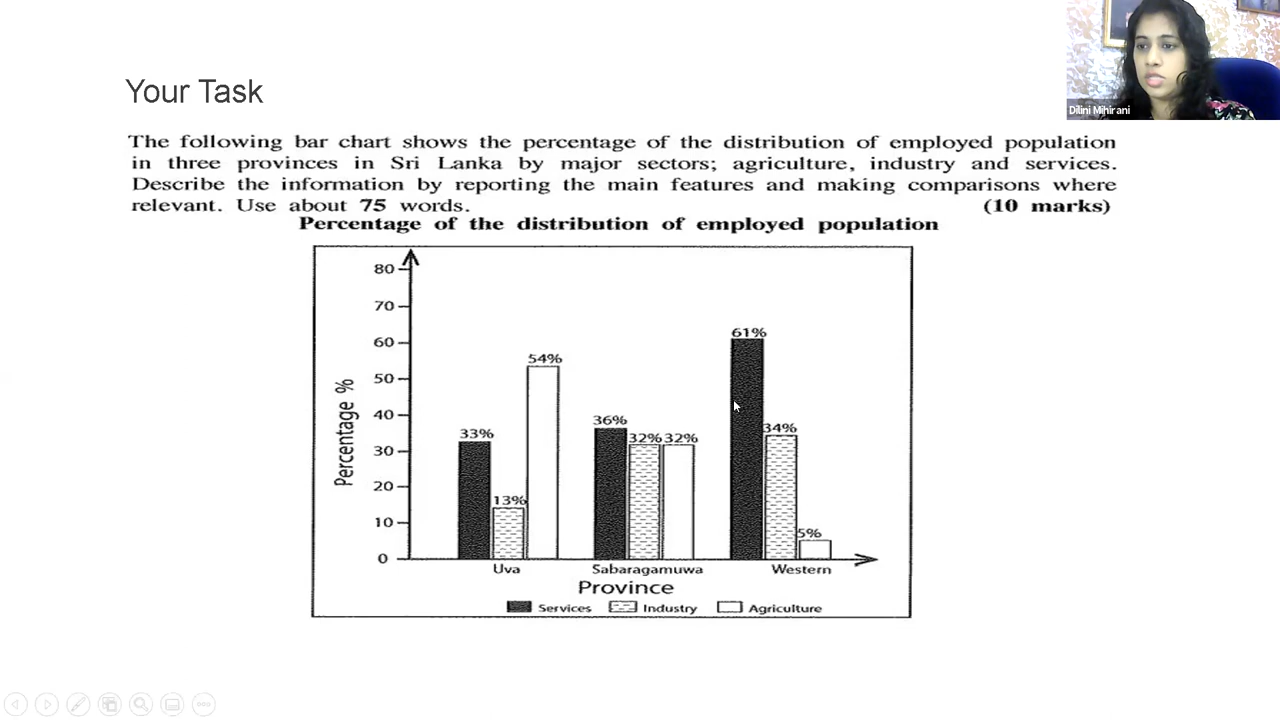 Your Task
Dilini Mihirani
The following bar chart shows the percentage of the distribution of employed population
in three provinces in Sri Lanka by major sectors; agriculture, industry and services.
Describe the information by reporting the main features and making comparisons where
relevant. Use about 75 words. (10 marks)
Percentage of the distribution of employed population
Percentage %
80
70
60
50
40
30
20
10
0
33%
13%
54%
36%
32%
32%
61%
34%
5%
Uva
Sabaragamuwa
Western
Province
Services
Industry
Agriculture